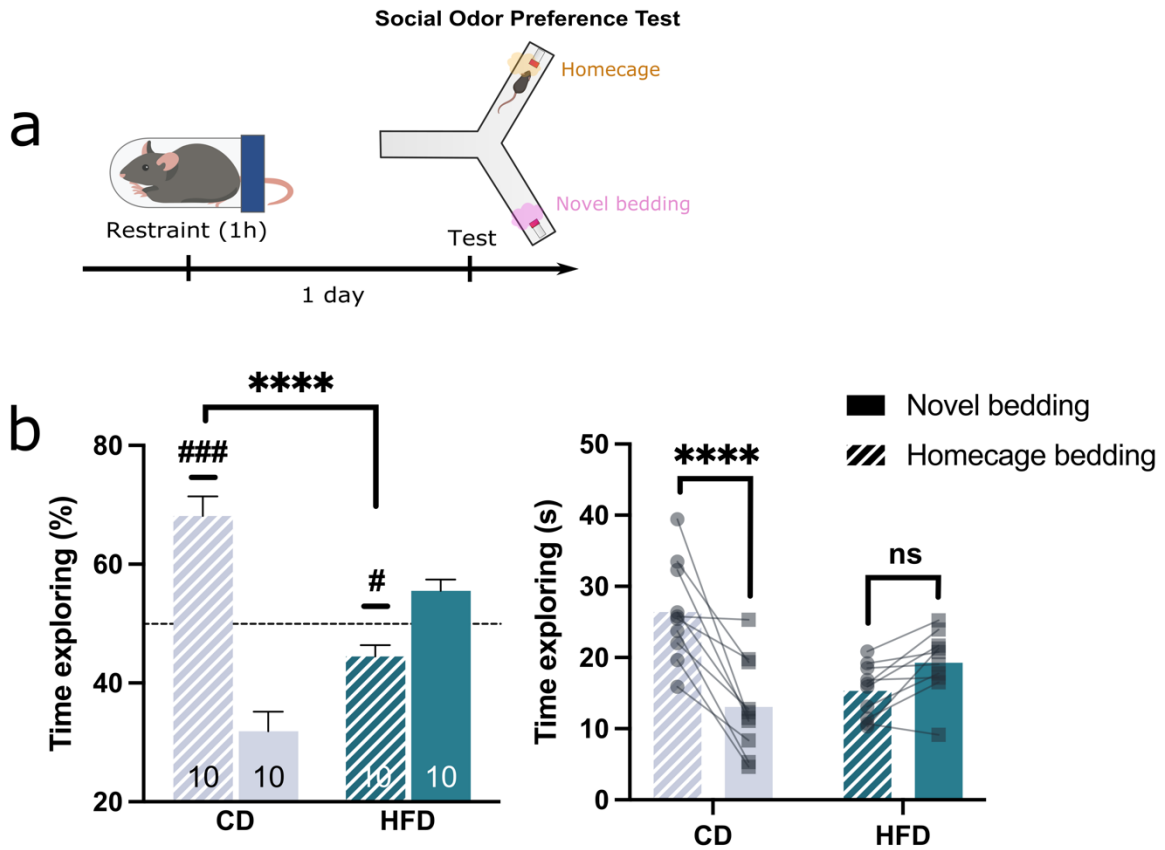 Social Odor Preference Test
a
Homecage
Novel bedding
Restraint (1h)
Test
1 day
b
****
###
#
80
60
40
20
Time exploring (%)
10
10
10
10
CD
HFD
Novel bedding
Homecage bedding
****
ns
50
40
30
20
10
0
Time exploring (s)
CD
HFD